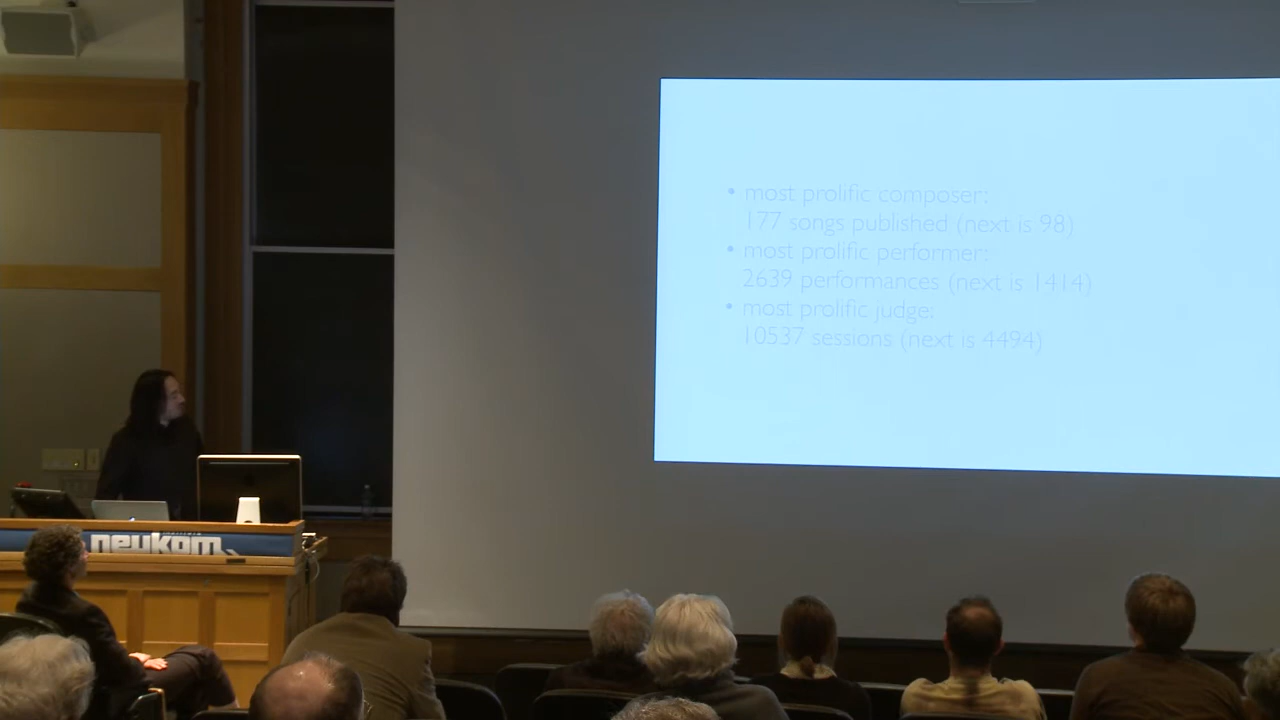 • most prolific composer:
177 songs published (next is 98)
• most prolific performer:
2639 performances (next is 1414)
• most prolific judge:
10537 sessions (next is 4494)
neukom